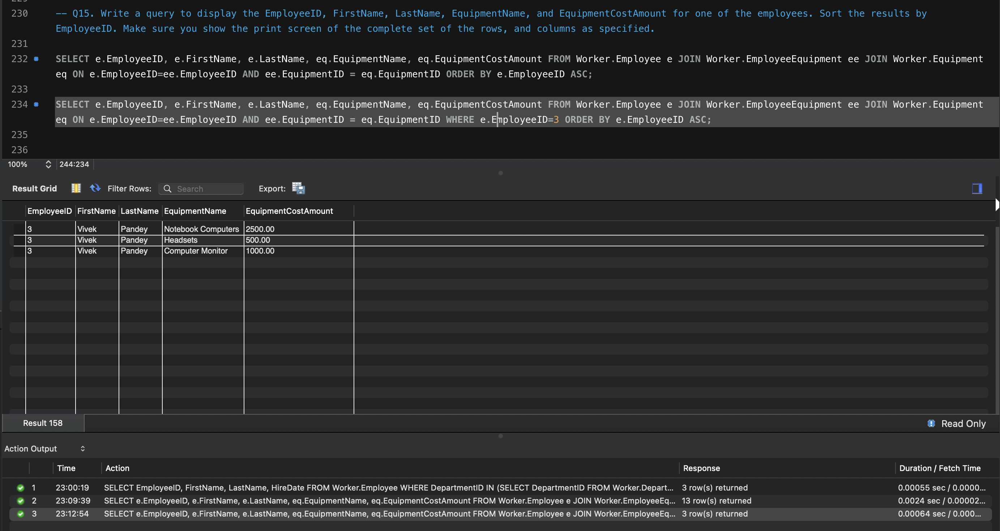 229
230 -- Q15. Write a query to display the EmployeeID, FirstName, LastName, EquipmentName, and EquipmentCostAmount for one of the employees. Sort the results by
EmployeeID. Make sure you show the print screen of the complete set of the rows, and columns as specified.
231
232 SELECT e.EmployeeID, e.FirstName, e.LastName, eq.EquipmentName, eq.EquipmentCostAmount FROM Worker.Employee e JOIN Worker.EmployeeEquipment ee JOIN Worker.Equipment
eq ON e.EmployeeID=ee.EmployeeID AND ee.EquipmentID = eq.EquipmentID ORDER BY e.EmployeeID ASC;
233
234 SELECT e.EmployeeID, e.FirstName, e.LastName, eq.EquipmentName, eq.EquipmentCostAmount FROM Worker.Employee e JOIN Worker.EmployeeEquipment ee JOIN Worker.Equipment
eq ON e.EmployeeID=ee.EmployeeID AND ee.EquipmentID = eq.EquipmentID WHERE e.EmployeeID=3 ORDER BY e.EmployeeID ASC;
235
236
100% 244:234
Result Grid Filter Rows: Search Export:
EmployeeID FirstName LastName EquipmentName EquipmentCostAmount
3 Vivek Pandey Notebook Computers 2500.00
3 Vivek Pandey Headsets 500.00
3 Vivek Pandey Computer Monitor 1000.00
Result 158 Read Only
Action Output
Time Action Response Duration / Fetch Time
1 23:00:19 SELECT EmployeeID, FirstName, LastName, HireDate FROM Worker.Employee WHERE DepartmentID IN (SELECT DepartmentID FROM Worker.Depart... 3 row(s) returned 0.00055 sec / 0.0000...
2 23:09:39 SELECT e.EmployeeID, e.FirstName, e.LastName, eq.EquipmentName, eq.EquipmentCostAmount FROM Worker.Employee e JOIN Worker.EmployeeEq... 13 row(s) returned 0.0024 sec / 0.00002...
3 23:12:54 SELECT e.EmployeeID, e.FirstName, e.LastName, eq.EquipmentName, eq.EquipmentCostAmount FROM Worker.Employee e JOIN Worker.EmployeeEq... 3 row(s) returned 0.00064 sec / 0.000...